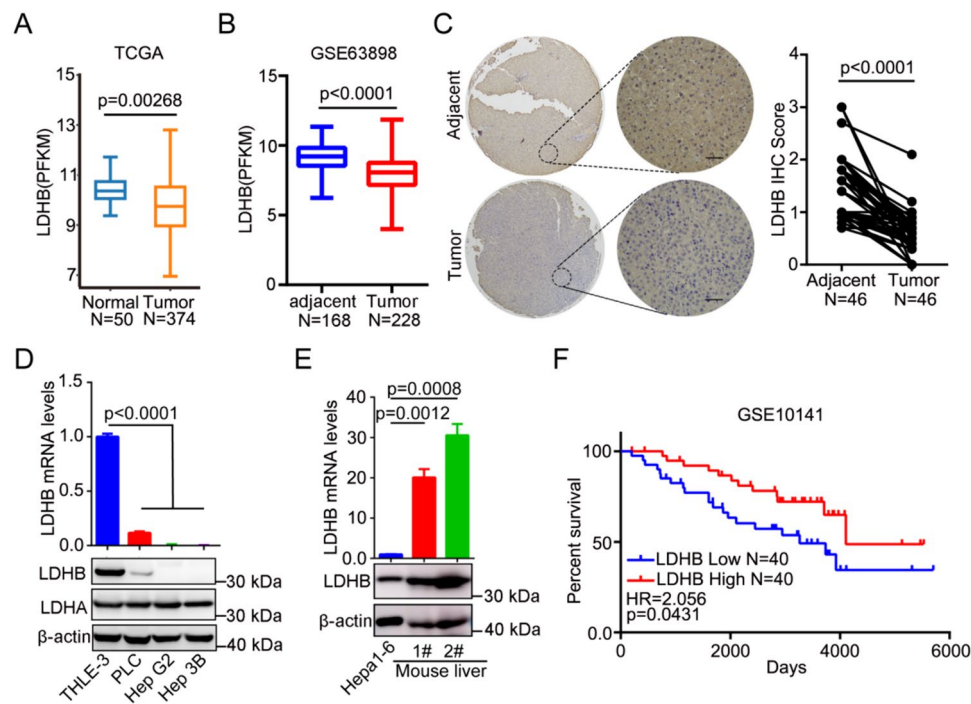 A
TCGA
LDHB(PFKM)
15
13
11
9
7
p=0.00268
Normal
N=50
Tumor
N=374
B
GSE63898
LDHB(PFKM)
15
10
5
0
p<0.0001
adjacent
N=168
Tumor
N=228
C
Adjacent
Tumor
LDHB IHC Score
4
3
2
1
0
p<0.0001
Adjacent
N=46
Tumor
N=46
D
LDHB mRNA levels
1.5
1.0
0.5
0.0
p<0.0001
LDHB
30 kDa
LDHA
30 kDa
β-actin
40 kDa
THLE-3
PLC
Hep G2
Hep 3B
E
LDHB mRNA levels
40
30
20
10
0
p=0.0008
p=0.0012
LDHB
30 kDa
β-actin
40 kDa
Hepa1-6
1#
2#
Mouse liver
F
GSE10141
Percent survival
100
50
0.0
LDHB Low N=40
LDHB High N=40
HR=2.056
p=0.0431
0
2000
4000
6000
Days